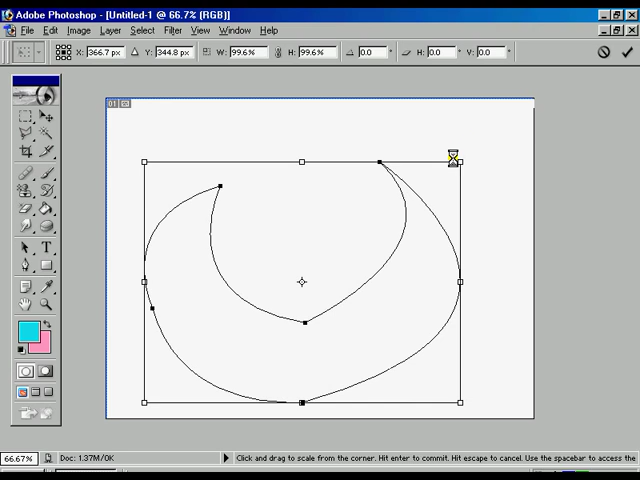 Adobe Photoshop - [Untitled-1 @ 66.7% (RGB)]
File Edit Image Layer Select Filter View Window Help
X: 366.7 px Y: 344.8 px W: 99.6% H: 99.6% 0.0 ° H: 0.0 ° V: 0.0 °
01
T
66.67% Doc: 1.37M/0K Click and drag to scale from the corner. Hit enter to commit. Hit escape to cancel. Use the spacebar to access the